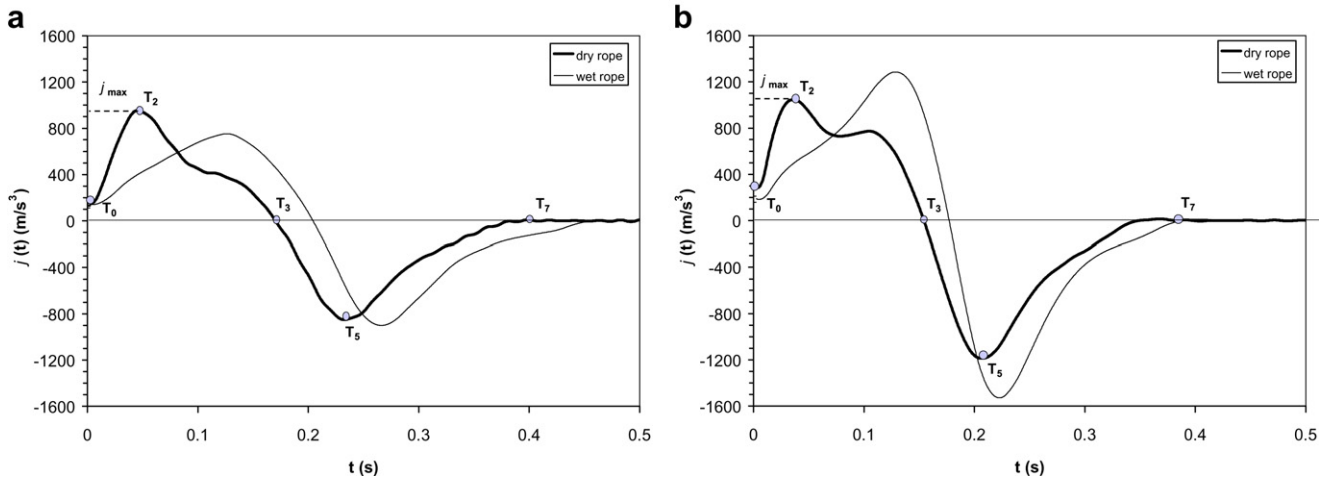 a
1600
1200
800
400
0
-400
-800
-1200
-1600
j (t) (m/s³)
j max
T₂
T₀
T₃
T₅
T₇
dry rope
wet rope
0 0.1 0.2 0.3 0.4 0.5
t (s)
b
1600
1200
800
400
0
-400
-800
-1200
-1600
j (t) (m/s³)
j max
T₂
T₀
T₃
T₅
T₇
dry rope
wet rope
0 0.1 0.2 0.3 0.4 0.5
t (s)